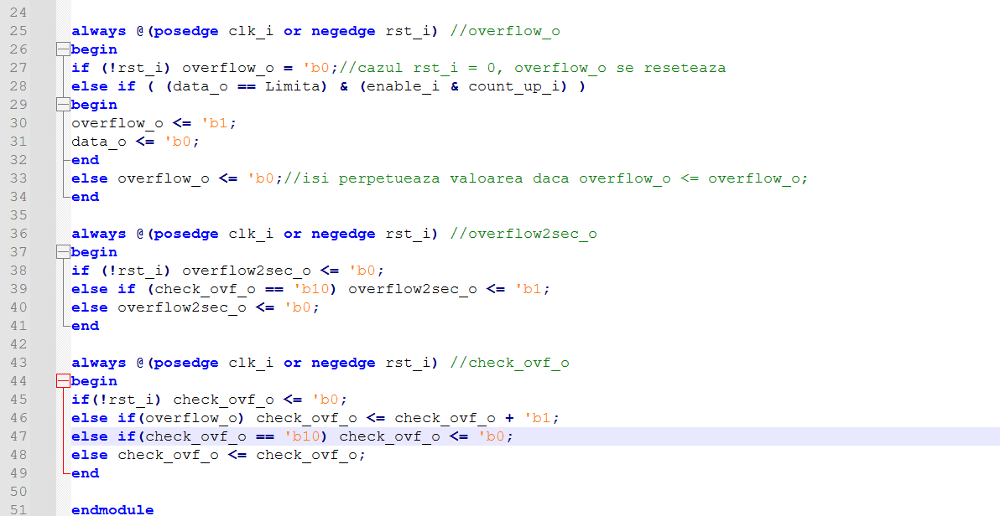 24
25 always @(posedge clk_i or negedge rst_i) //overflow_o
26 begin
27 if (!rst_i) overflow_o = 'b0;//cazul rst_i = 0, overflow_o se reseteaza
28 else if ( (data_o == Limita) & (enable_i & count_up_i) )
29 begin
30 overflow_o <= 'b1;
31 data_o <= 'b0;
32 end
33 else overflow_o <= 'b0;//isi perpetueaza valoarea daca overflow_o <= overflow_o;
34 end
35
36 always @(posedge clk_i or negedge rst_i) //overflow2sec_o
37 begin
38 if (!rst_i) overflow2sec_o <= 'b0;
39 else if (check_ovf_o == 'b10) overflow2sec_o <= 'b1;
40 else overflow2sec_o <= 'b0;
41 end
42
43 always @(posedge clk_i or negedge rst_i) //check_ovf_o
44 begin
45 if(!rst_i) check_ovf_o <= 'b0;
46 else if(overflow_o) check_ovf_o <= check_ovf_o + 'b1;
47 else if(check_ovf_o == 'b10) check_ovf_o <= 'b0;
48 else check_ovf_o <= check_ovf_o;
49 end
50
51 endmodule